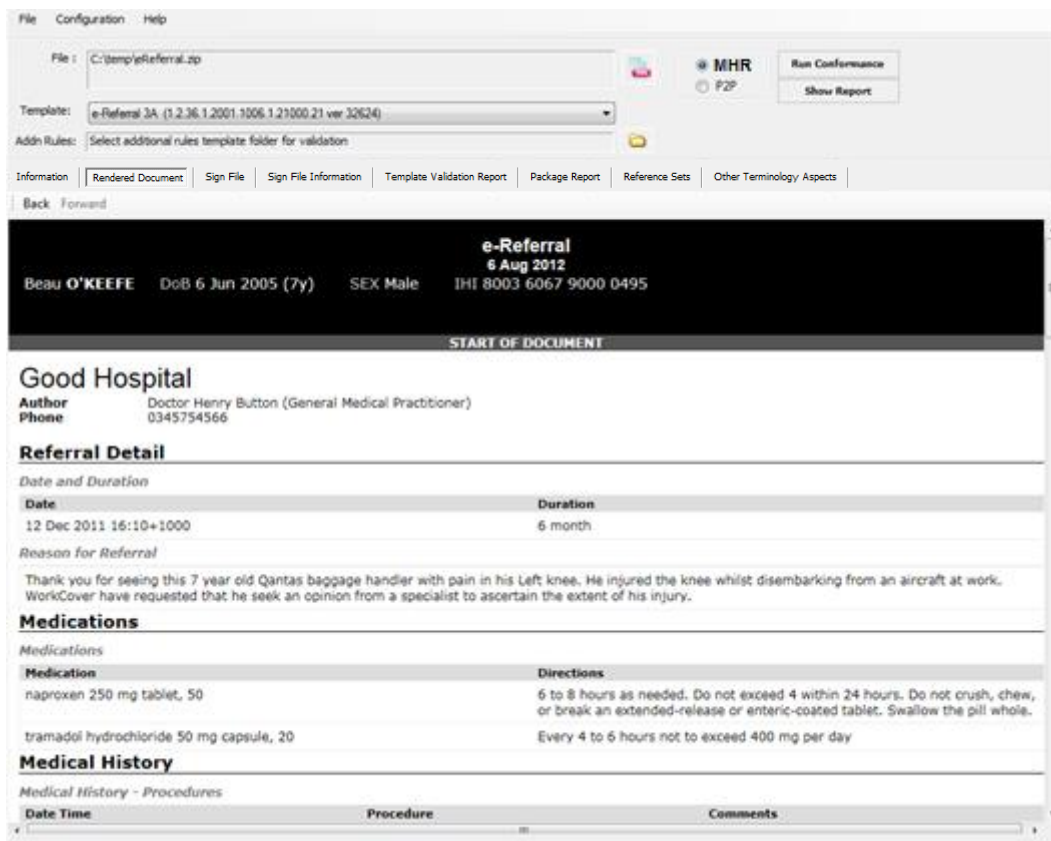 File Configuration Help
File : C:\temp\eReferral.zip
MHR
P2P
Run Conformance
Show Report
Template: e-Referral 3A (1.2.36.1.2001.1006.1.21000.21 ver 32624)
Addn Rules: Select additional rules template folder for validation
Information Rendered Document Sign File Sign File Information Template Validation Report Package Report Reference Sets Other Terminology Aspects
Back Forward
e-Referral
6 Aug 2012
Beau O'KEEFE DoB 6 Jun 2005 (7y) SEX Male IHI 8003 6067 9000 0495
START OF DOCUMENT
Good Hospital
Author Doctor Henry Button (General Medical Practitioner)
Phone 0345754566
Referral Detail
Date and Duration
Date Duration
12 Dec 2011 16:10+1000 6 month
Reason for Referral
Thank you for seeing this 7 year old Qantas baggage handler with pain in his Left knee. He injured the knee whilst disembarking from an aircraft at work.
WorkCover have requested that he seek an opinion from a specialist to ascertain the extent of his injury.
Medications
Medications
Medication Directions
naproxen 250 mg tablet, 50 6 to 8 hours as needed. Do not exceed 4 within 24 hours. Do not crush, chew,
or break an extended-release or enteric-coated tablet. Swallow the pill whole.
tramadol hydrochloride 50 mg capsule, 20 Every 4 to 6 hours not to exceed 400 mg per day
Medical History
Medical History - Procedures
Date Time Procedure Comments